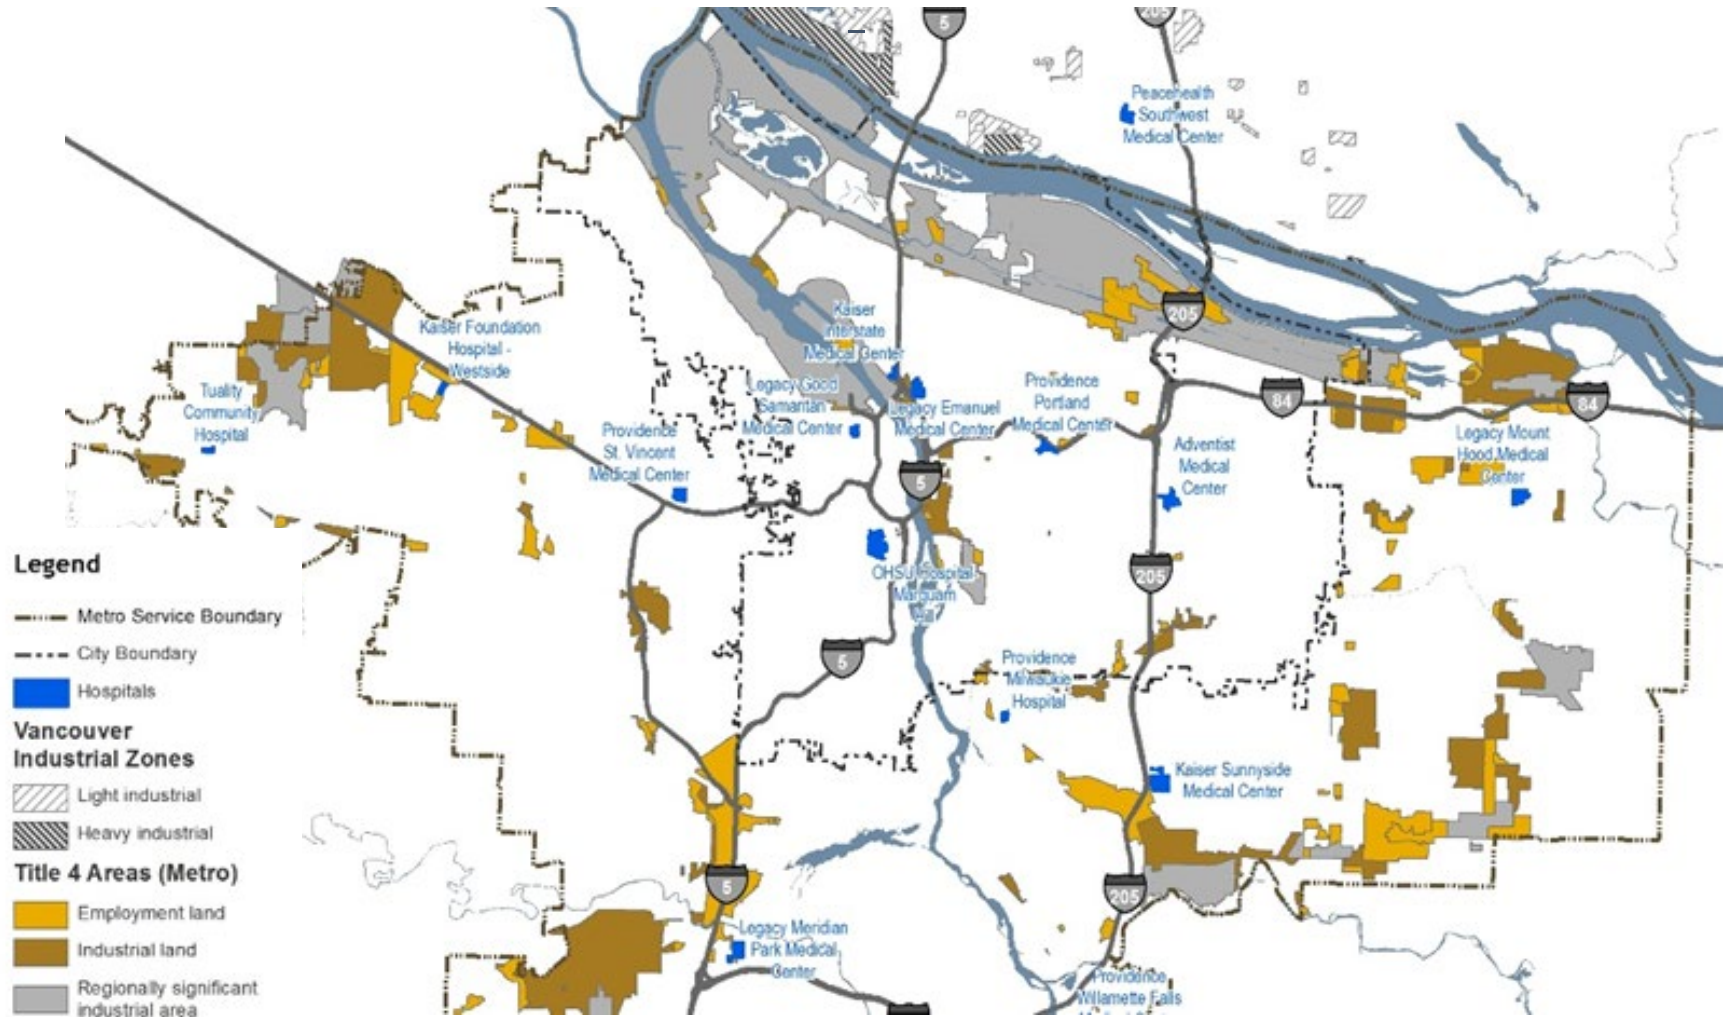 5
205
Peacehealth
Southwest
Medical Center
Kaiser Foundation
Hospital -
Westside
Tuality
Community
Hospital
Kaiser
Interstate
Medical Center
205
Legacy Good
Samaritan
Medical Center
Legacy Emanuel
Medical Center
Providence
Portland
Medical Center
84
84
Providence
St. Vincent
Medical Center
5
Adventist
Medical
Center
Legacy Mount
Hood Medical
Center
OHSU Hospital-
Marquam
Hill
205
5
Providence
Milwaukie
Hospital
Kaiser Sunnyside
Medical Center
5
205
Legacy Meridian
Park Medical
Center
Providence
Willamette Falls
Legend
Metro Service Boundary
City Boundary
Hospitals
Vancouver
Industrial Zones
Light industrial
Heavy industrial
Title 4 Areas (Metro)
Employment land
Industrial land
Regionally significant
industrial area